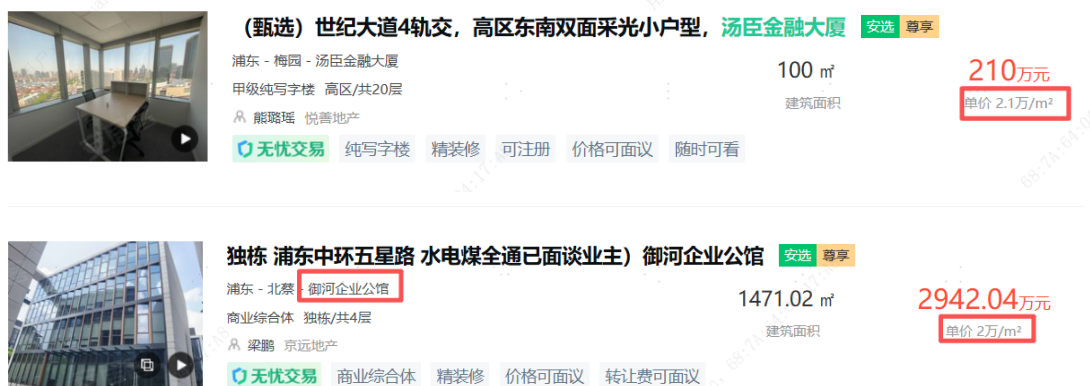 （甄选）世纪大道4轨交，高区东南双面采光小户型，汤臣金融大厦 安选 尊享
浦东 - 梅园 - 汤臣金融大厦
甲级纯写字楼 高区/共20层
熊璐瑶 悦善地产
无忧交易 纯写字楼 精装修 可注册 价格可面议 随时可看
100 ㎡
建筑面积
210万元
单价 2.1万/m²
独栋 浦东中环五星路 水电煤全通已面谈业主）御河企业公馆 安选 尊享
浦东 - 北蔡 - 御河企业公馆
商业综合体 独栋/共4层
梁鹏 京远地产
无忧交易 商业综合体 精装修 价格可面议 转让费可面议
1471.02 ㎡
建筑面积
2942.04万元
单价 2万/m²